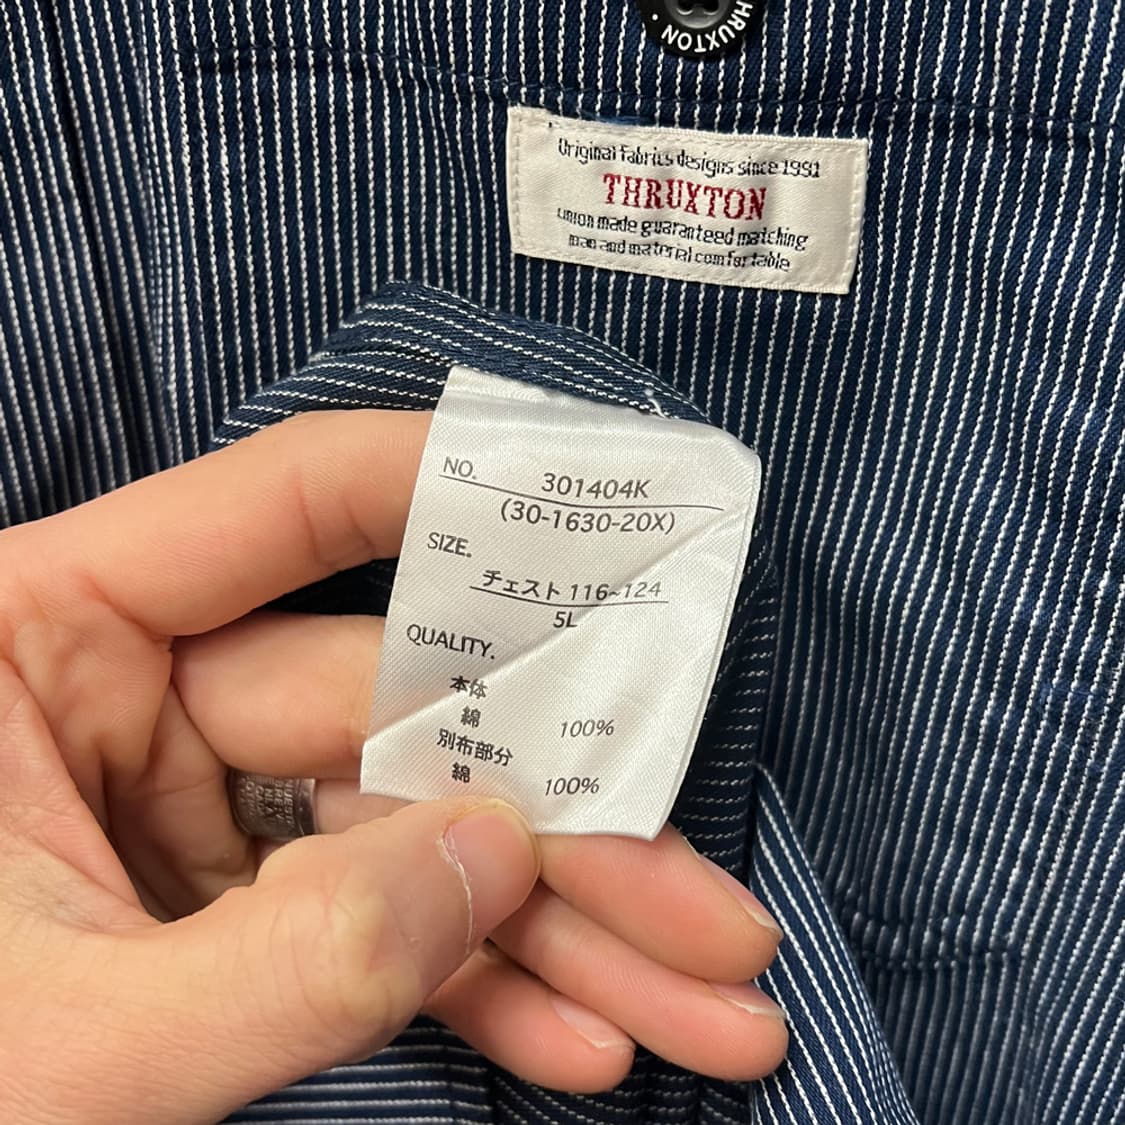 THRUXTON
Original fabrics designs since 1991
THRUXTON
union made guaranteed matching
man and material comfortable
NO. 301404K
(30-1630-20X)
SIZE.
チェスト 116~124
5L
QUALITY.
本体
綿 100%
別布部分
綿 100%